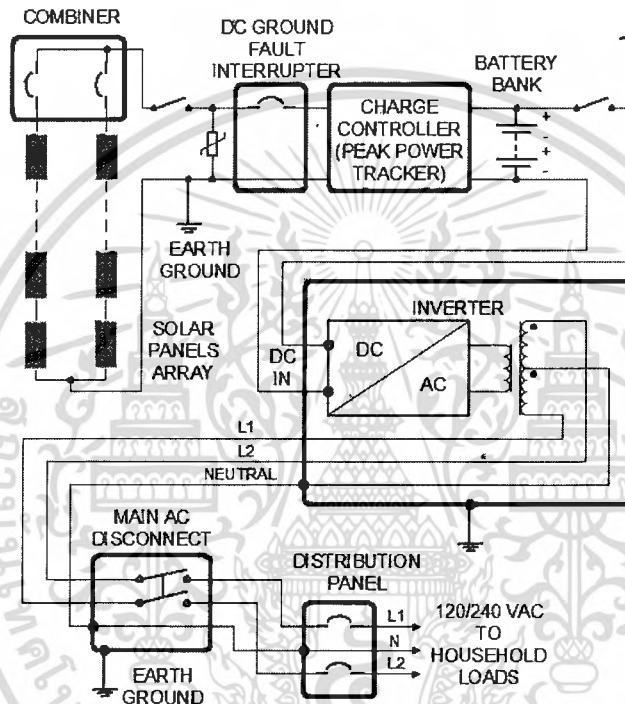 COMBINER
DC GROUND
FAULT
INTERRUPTER
BATTERY
BANK
CHARGE
CONTROLLER
(PEAK POWER
TRACKER)
+
-
+
-
EARTH
GROUND
SOLAR
PANELS
ARRAY
INVERTER
DC
IN
DC
AC
L1
L2
NEUTRAL
MAIN AC
DISCONNECT
DISTRIBUTION
PANEL
L1
N
L2
120/240 VAC
TO
HOUSEHOLD
LOADS
EARTH
GROUND